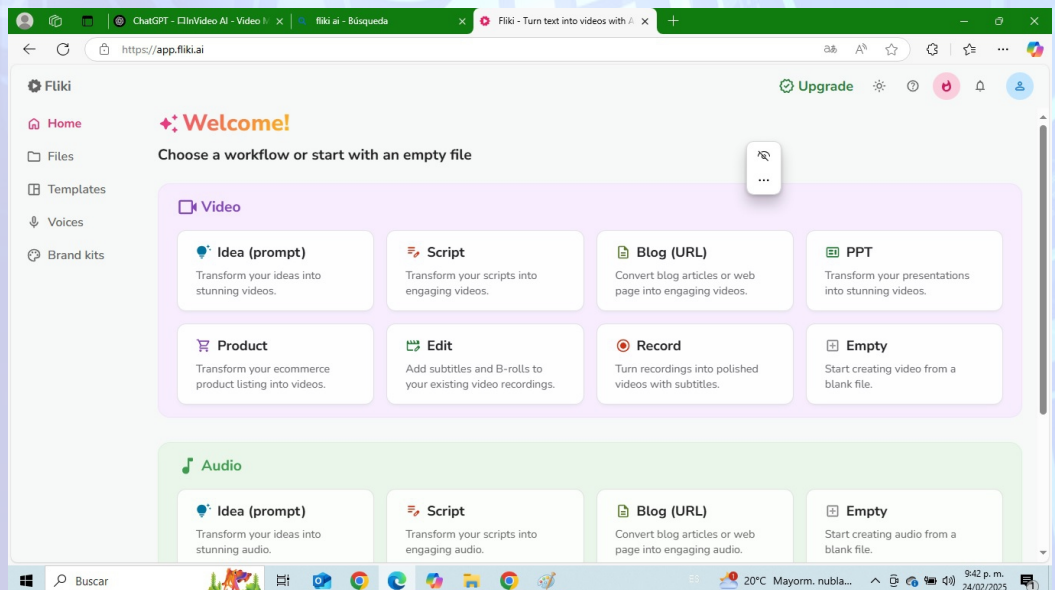 ChatGPT - InVideo AI - Video M
fliki ai - Búsqueda
Fliki - Turn text into videos with A
https://app.fliki.ai
Fliki
Upgrade
Home
Files
Templates
Voices
Brand kits
Welcome!
Choose a workflow or start with an empty file
Video
Idea (prompt)
Transform your ideas into
stunning videos.
Script
Transform your scripts into
engaging videos.
Blog (URL)
Convert blog articles or web
page into engaging videos.
PPT
Transform your presentations
into stunning videos.
Product
Transform your ecommerce
product listing into videos.
Edit
Add subtitles and B-rolls to
your existing video recordings.
Record
Turn recordings into polished
videos with subtitles.
Empty
Start creating video from a
blank file.
Audio
Idea (prompt)
Transform your ideas into
stunning audio.
Script
Transform your scripts into
engaging audio.
Blog (URL)
Convert blog articles or web
page into engaging audio.
Empty
Start creating audio from a
blank file.
Buscar
20°C Mayorm. nubla...
9:42 p. m.
24/02/2025